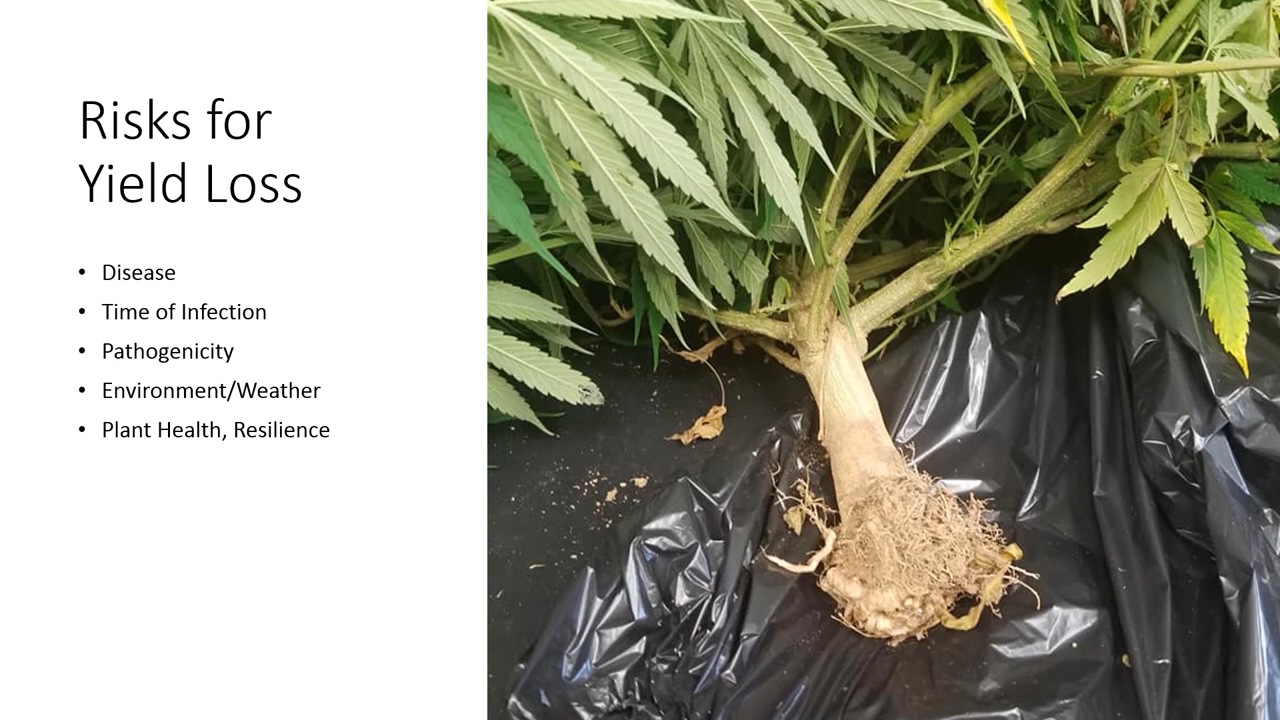 Risks for
Yield Loss
• Disease
• Time of Infection
• Pathogenicity
• Environment/Weather
• Plant Health, Resilience